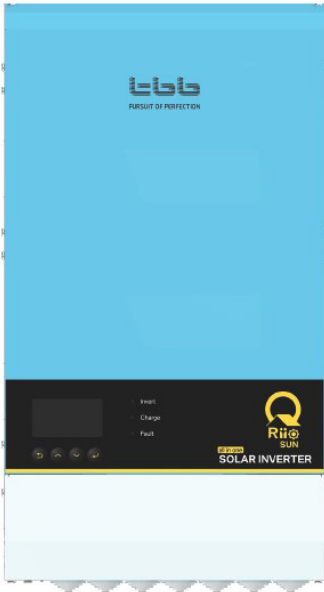 tbb
PURSUIT OF PERFECTION
Invert
Charge
Fault
Riio
SUN
all in one
SOLAR INVERTER